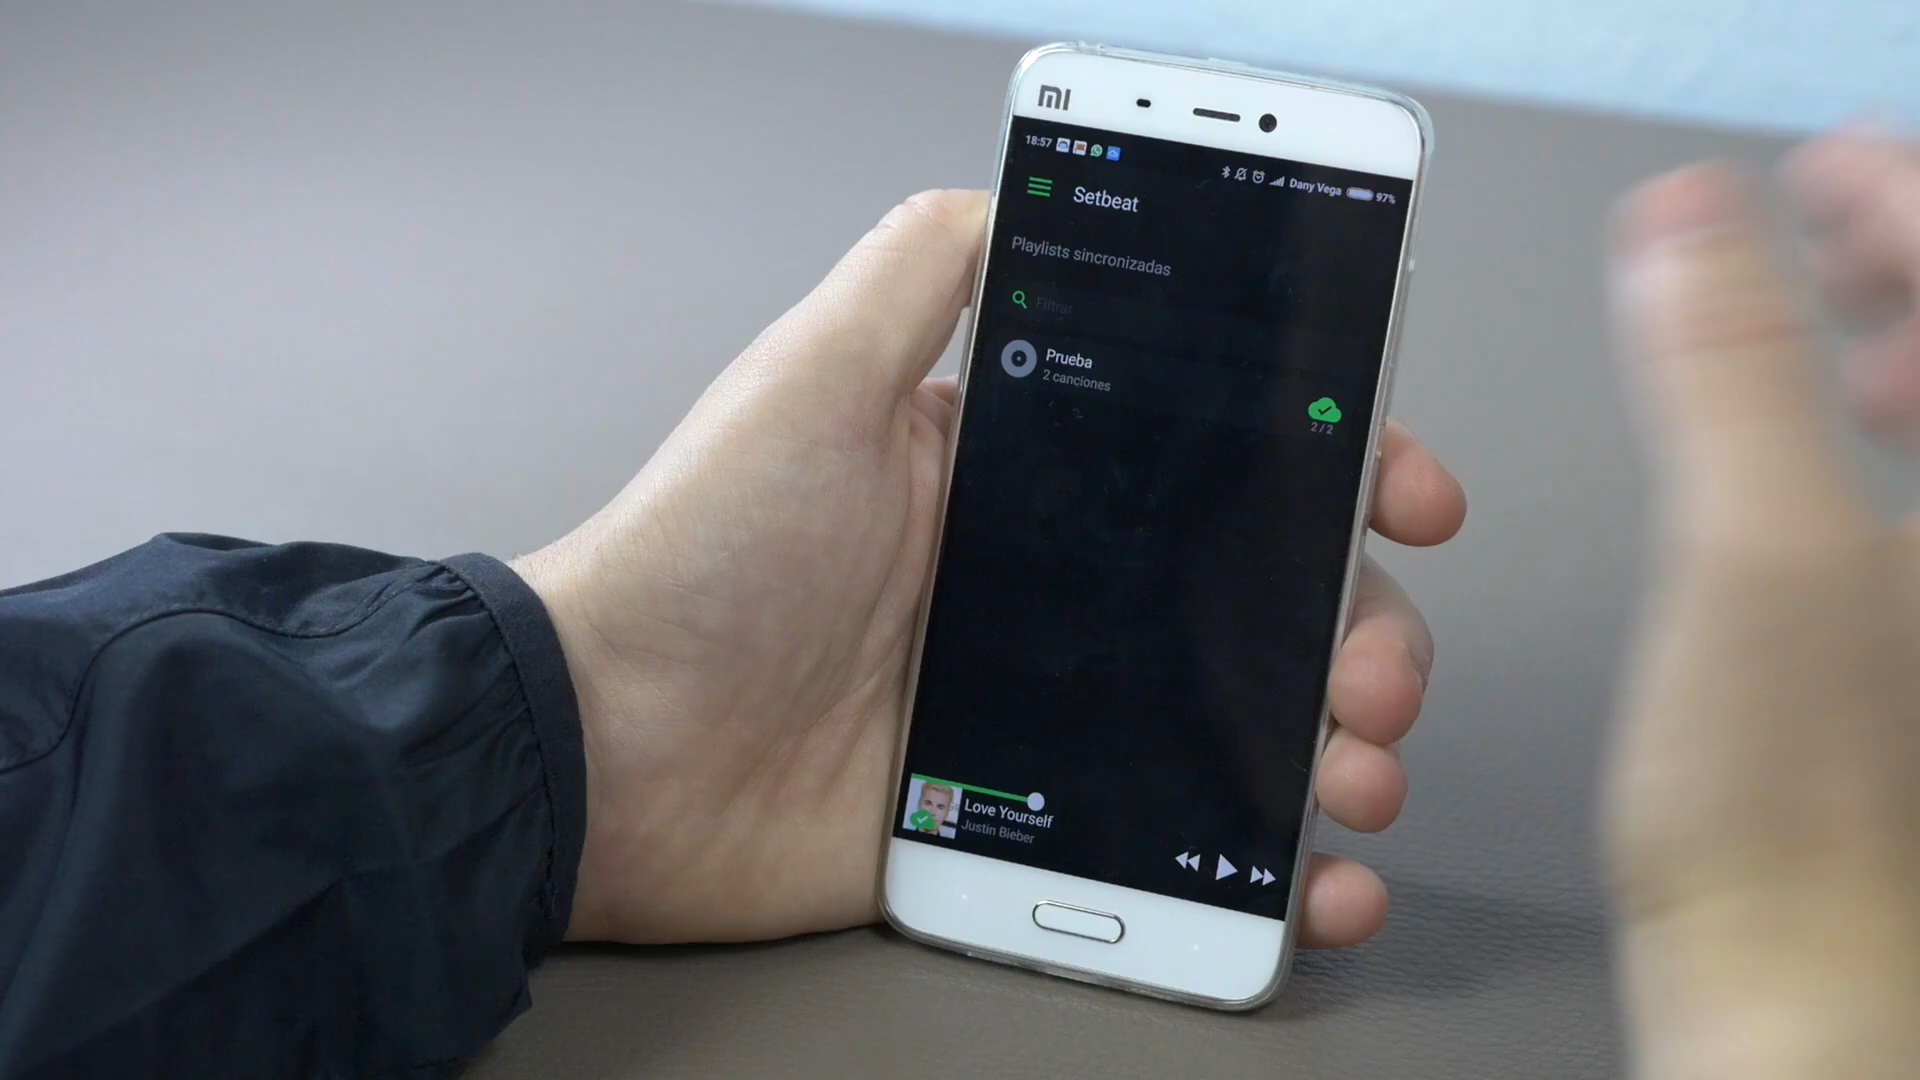 MI
18:57
Dany Vega 97%
Setbeat
Playlists sincronizadas
Filtrar
Prueba
2 canciones
2 / 2
Love Yourself
Justin Bieber